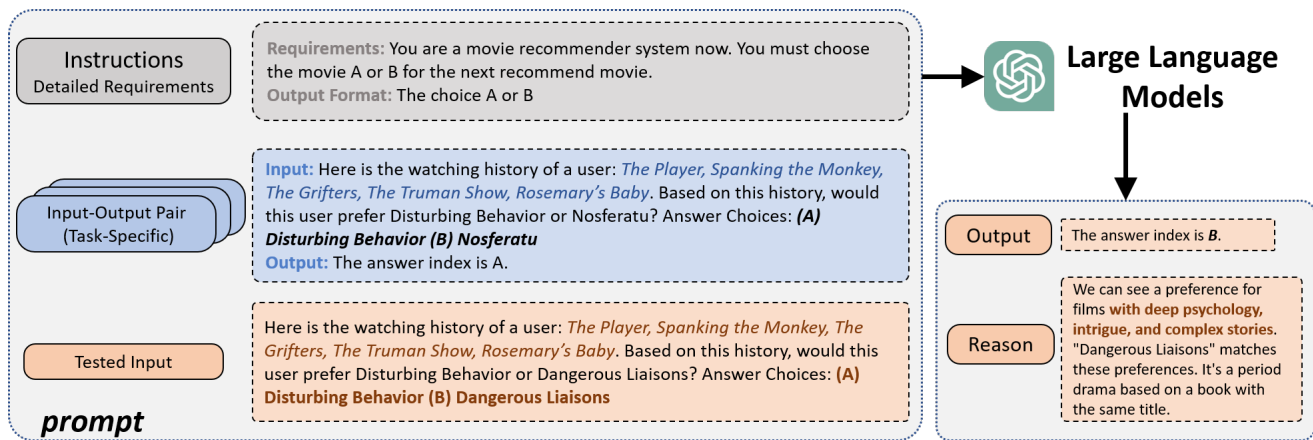 Instructions
Detailed Requirements
Requirements: You are a movie recommender system now. You must choose
the movie A or B for the next recommend movie.
Output Format: The choice A or B
Large Language
Models
Input-Output Pair
(Task-Specific)
Input: Here is the watching history of a user: The Player, Spanking the Monkey,
The Grifters, The Truman Show, Rosemary’s Baby. Based on this history, would
this user prefer Disturbing Behavior or Nosferatu? Answer Choices: (A)
Disturbing Behavior (B) Nosferatu
Output: The answer index is A.
Tested Input
Here is the watching history of a user: The Player, Spanking the Monkey, The
Grifters, The Truman Show, Rosemary’s Baby. Based on this history, would this
user prefer Disturbing Behavior or Dangerous Liaisons? Answer Choices: (A)
Disturbing Behavior (B) Dangerous Liaisons
prompt
Output
The answer index is B.
Reason
We can see a preference for
films with deep psychology,
intrigue, and complex stories.
"Dangerous Liaisons" matches
these preferences. It's a period
drama based on a book with
the same title.